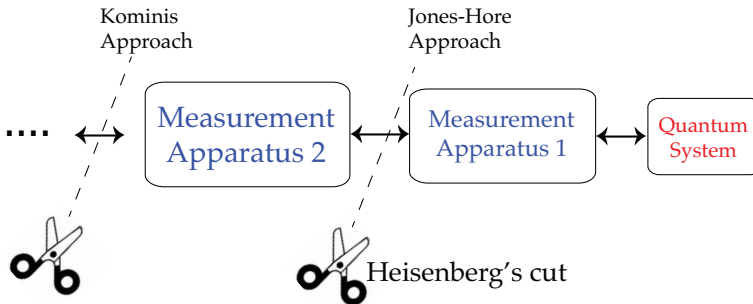 Kominis
Approach
Jones-Hore
Approach
....
Measurement
Apparatus 2
Measurement
Apparatus 1
Quantum
System
Heisenberg's cut